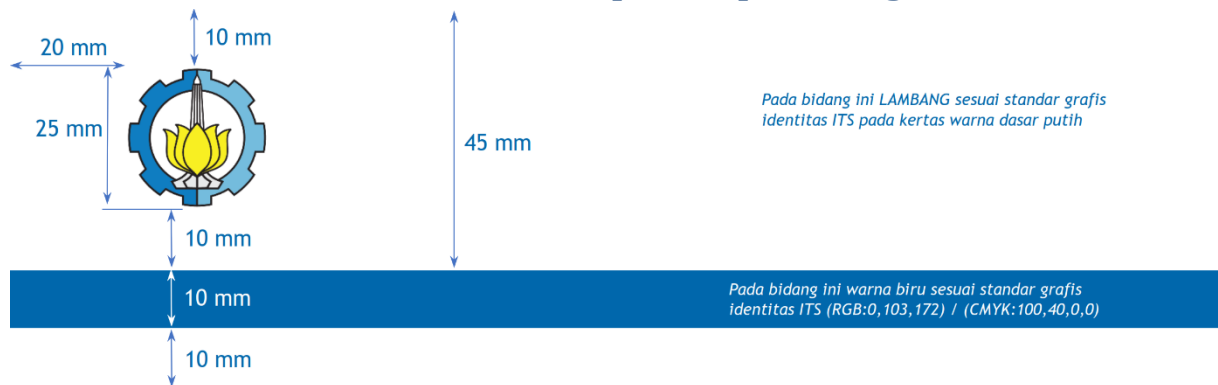 10 mm
20 mm
25 mm
45 mm
Pada bidang ini LAMBANG sesuai standar grafis
identitas ITS pada kertas warna dasar putih
10 mm
10 mm
Pada bidang ini warna biru sesuai standar grafis
identitas ITS (RGB:0,103,172) / (CMYK:100,40,0,0)
10 mm